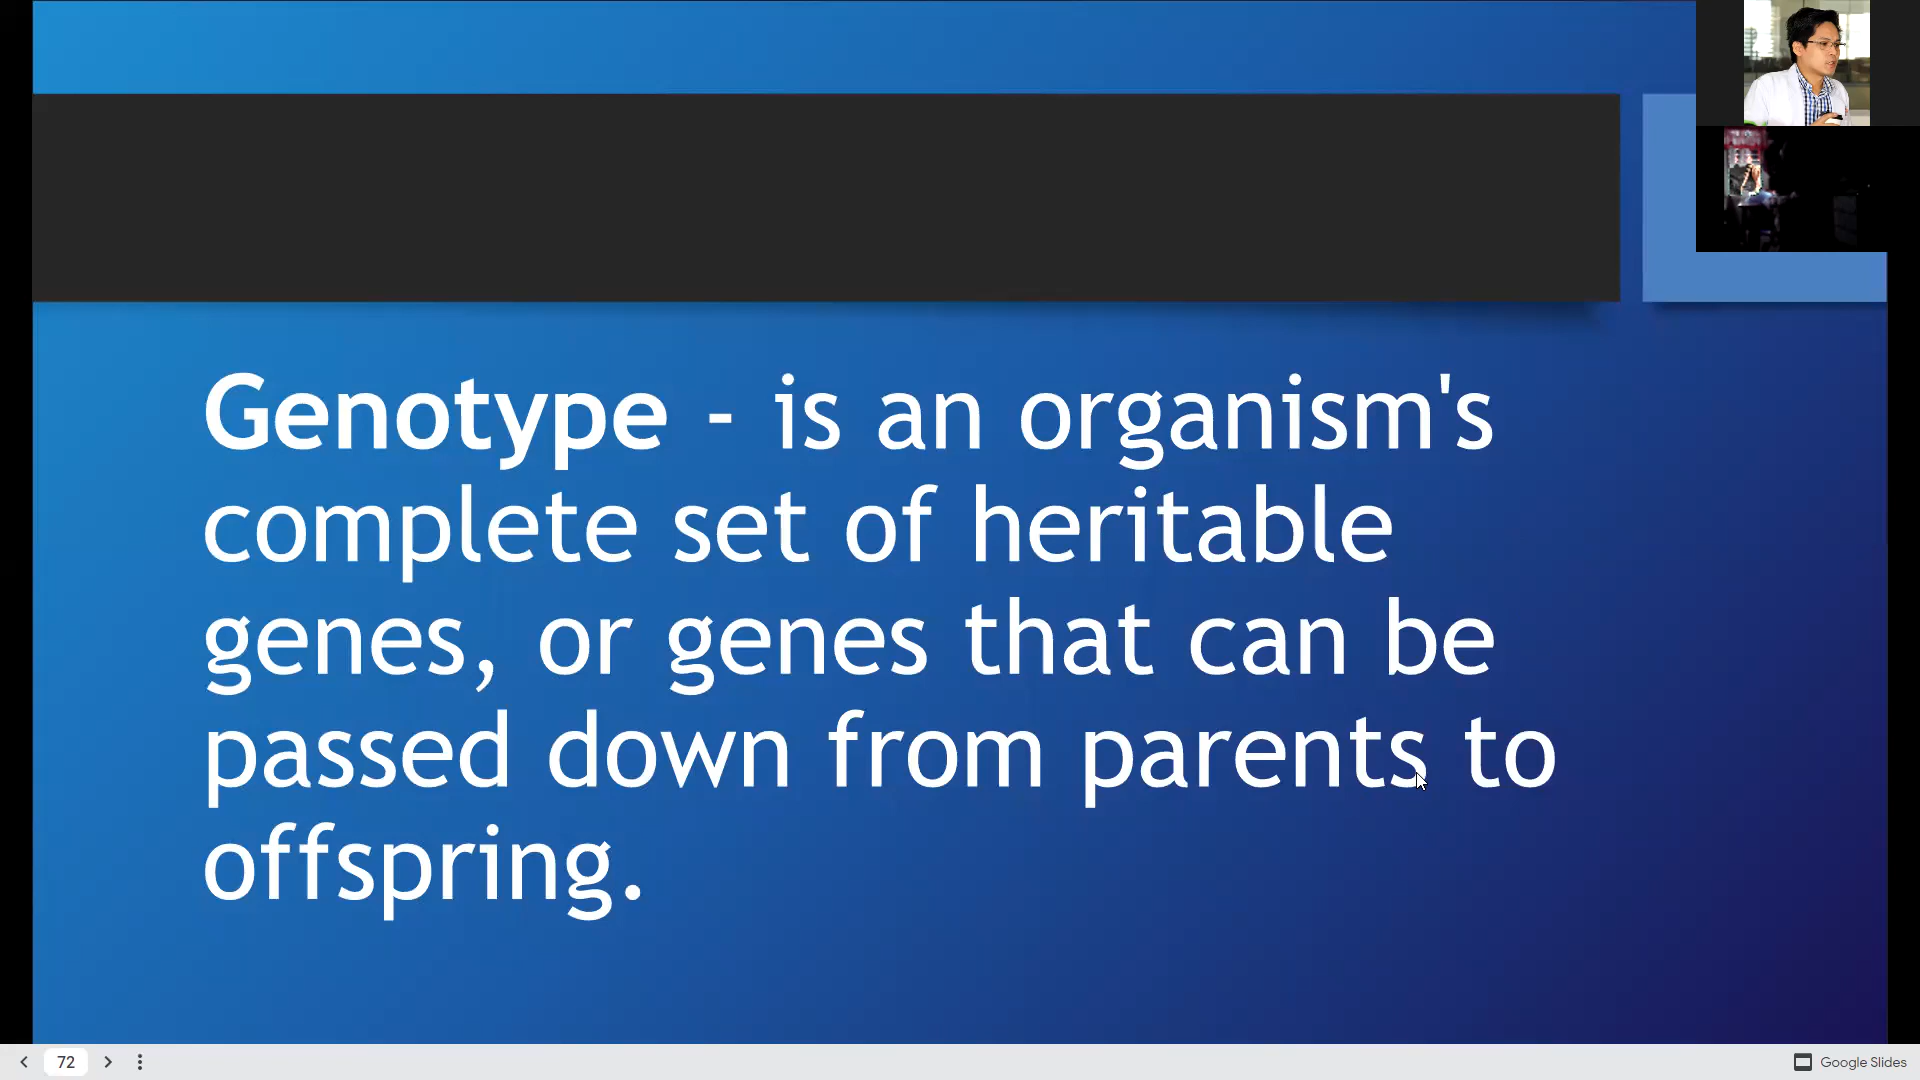 Genotype - is an organism's
complete set of heritable
genes, or genes that can be
passed down from parents to
offspring.
72
Google Slides